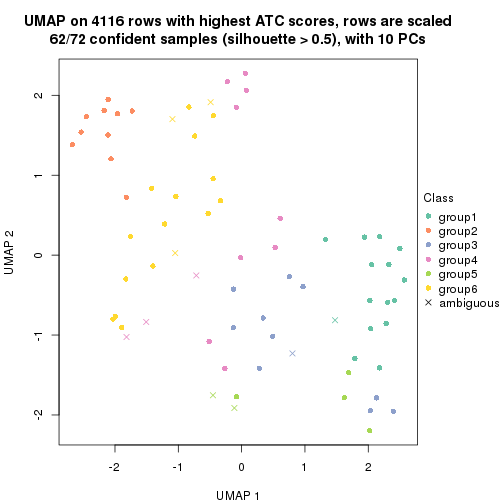 UMAP on 4116 rows with highest ATC scores, rows are scaled
62/72 confident samples (silhouette > 0.5), with 10 PCs
2
1
0
-1
-2
UMAP 2
-2
-1
0
1
2
UMAP 1
Class
group1
group2
group3
group4
group5
group6
ambiguous